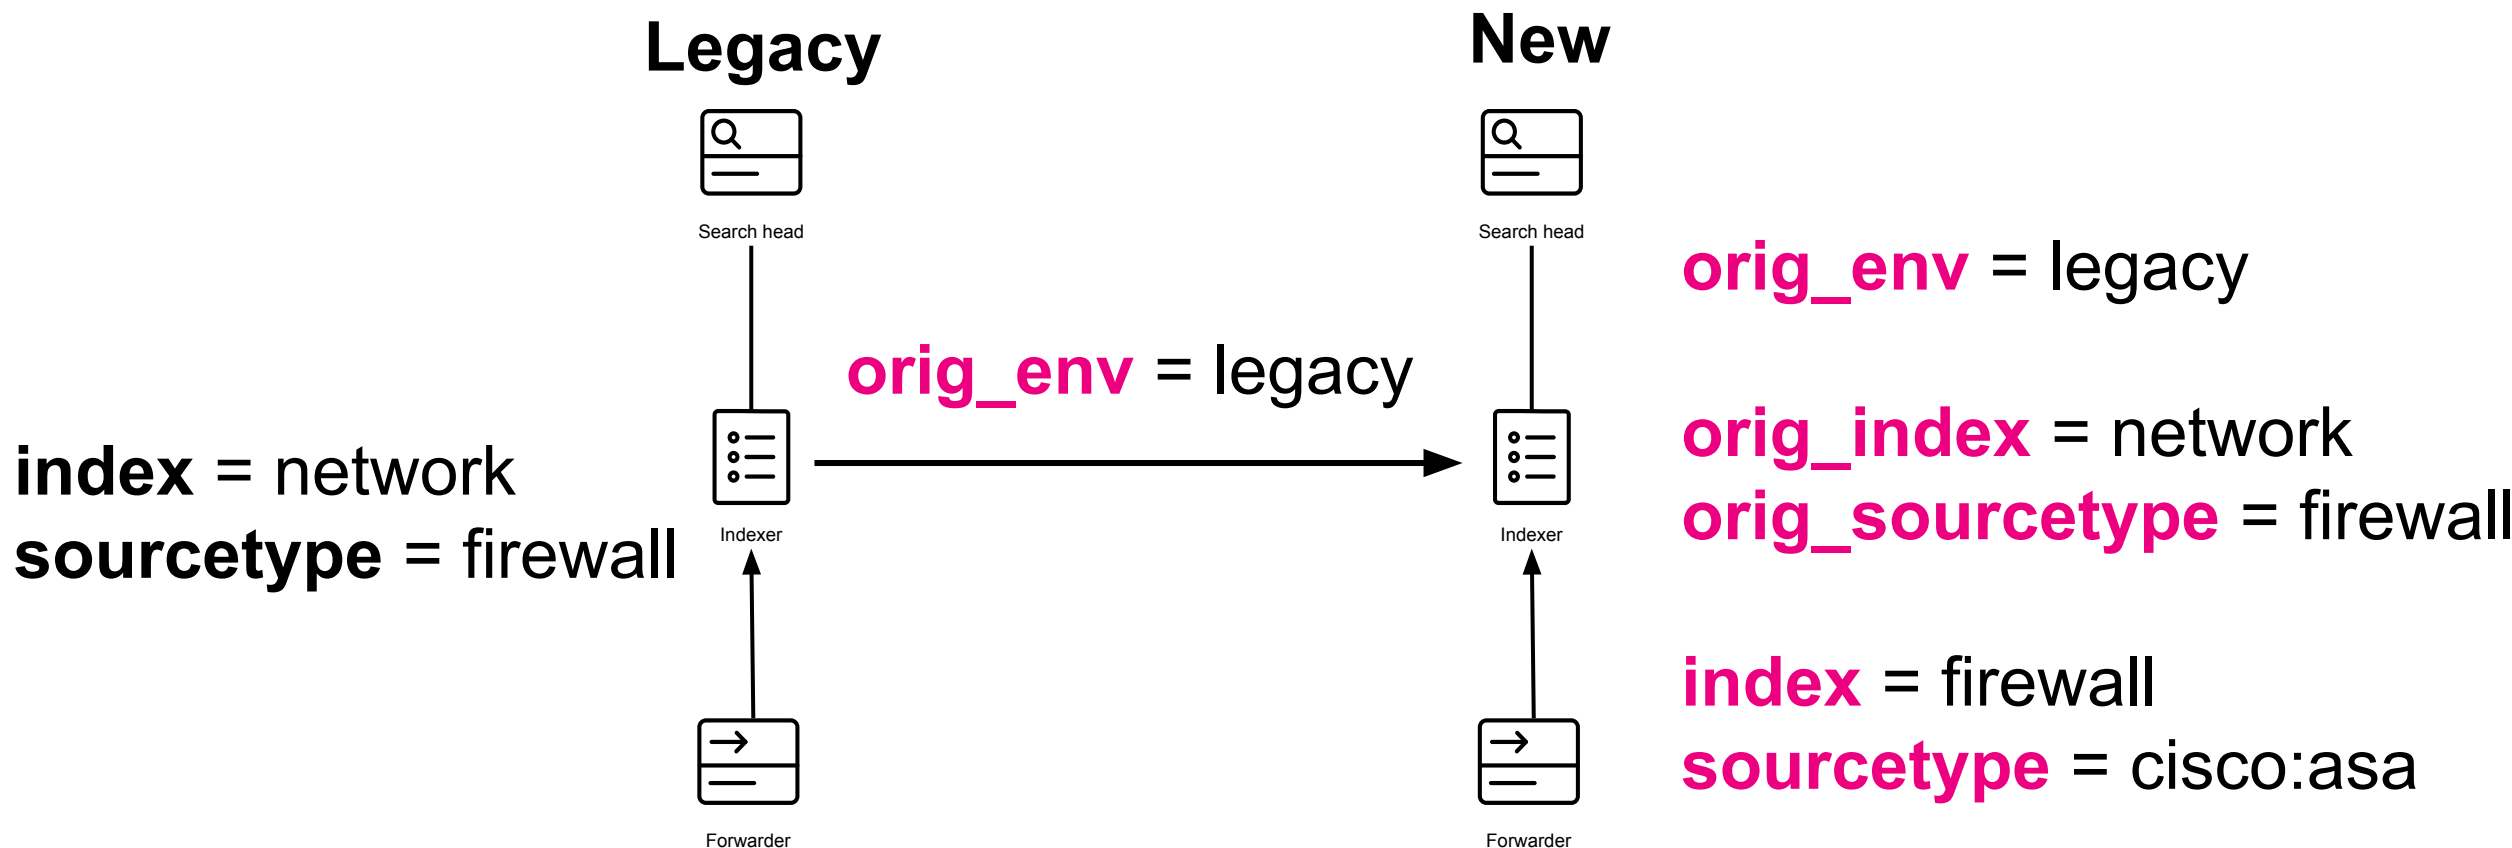 Legacy
New
Search head
Search head
orig_env = legacy
orig_env = legacy
index = network
sourcetype = firewall
orig_index = network
orig_sourcetype = firewall
Indexer
Indexer
index = firewall
sourcetype = cisco:asa
Forwarder
Forwarder